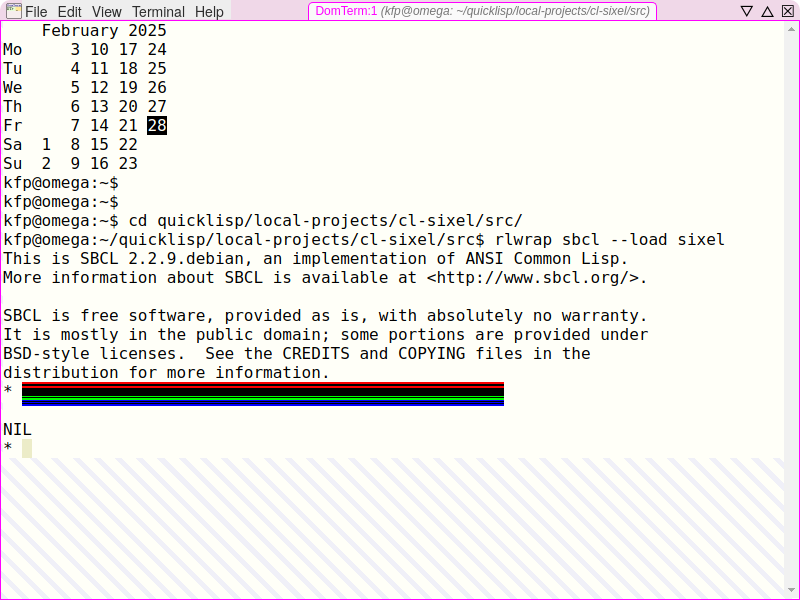 File Edit View Terminal Help DomTerm:1 (kfp@omega: ~/quicklisp/local-projects/cl-sixel/src)
    February 2025
Mo     3 10 17 24
Tu     4 11 18 25
We     5 12 19 26
Th     6 13 20 27
Fr     7 14 21 28
Sa  1  8 15 22
Su  2  9 16 23
kfp@omega:~$
kfp@omega:~$
kfp@omega:~$ cd quicklisp/local-projects/cl-sixel/src/
kfp@omega:~/quicklisp/local-projects/cl-sixel/src$ rlwrap sbcl --load sixel
This is SBCL 2.2.9.debian, an implementation of ANSI Common Lisp.
More information about SBCL is available at <http://www.sbcl.org/>.

SBCL is free software, provided as is, with absolutely no warranty.
It is mostly in the public domain; some portions are provided under
BSD-style licenses.  See the CREDITS and COPYING files in the
distribution for more information.
*
NIL
*